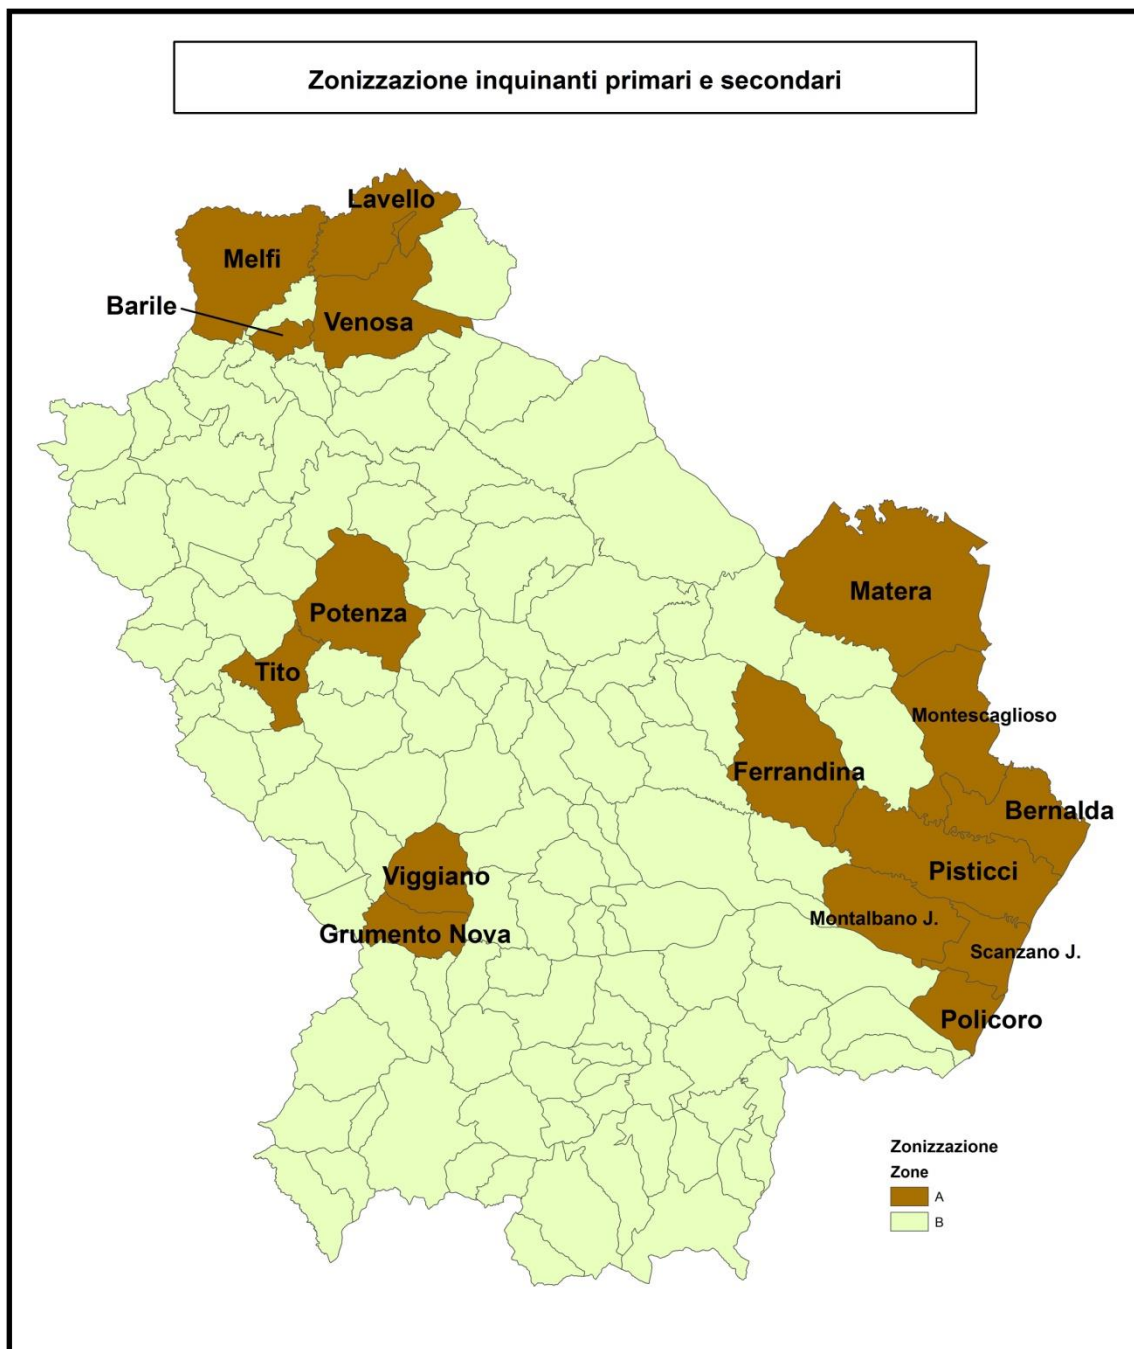 Zonizzazione inquinanti primari e secondari
Lavello
Melfi
Barile
Venosa
Matera
Potenza
Tito
Montescaglioso
Ferrandina
Bernalda
Viggiano
Pisticci
Grumento Nova
Montalbano J.
Scanzano J.
Policoro
Zonizzazione
Zone
A
B